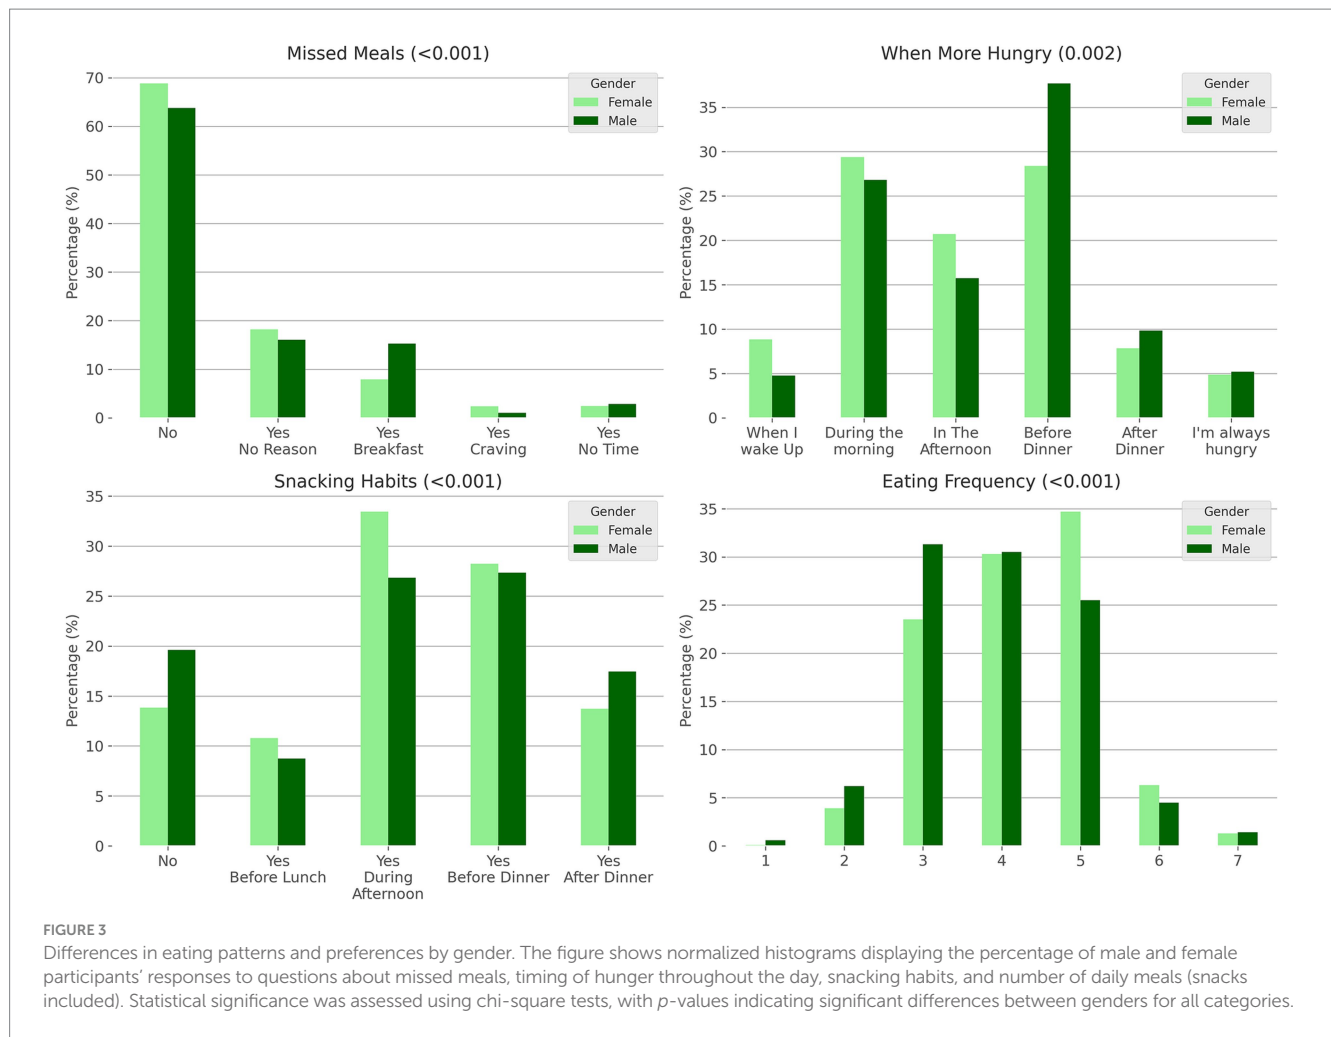 Missed Meals (<0.001)
Gender
Female
Male
Percentage (%)
70
60
50
40
30
20
10
0
No
Yes
No Reason
Yes
Breakfast
Yes
Craving
Yes
No Time
When More Hungry (0.002)
Gender
Female
Male
Percentage (%)
35
30
25
20
15
10
5
0
When I
wake Up
During the
morning
In The
Afternoon
Before
Dinner
After
Dinner
I'm always
hungry
Snacking Habits (<0.001)
Gender
Female
Male
Percentage (%)
35
30
25
20
15
10
5
0
No
Yes
Before Lunch
Yes
During
Afternoon
Yes
Before Dinner
Yes
After Dinner
Eating Frequency (<0.001)
Gender
Female
Male
Percentage (%)
35
30
25
20
15
10
5
0
1 2 3 4 5 6 7
FIGURE 3
Differences in eating patterns and preferences by gender. The figure shows normalized histograms displaying the percentage of male and female
participants’ responses to questions about missed meals, timing of hunger throughout the day, snacking habits, and number of daily meals (snacks
included). Statistical significance was assessed using chi-square tests, with p-values indicating significant differences between genders for all categories.